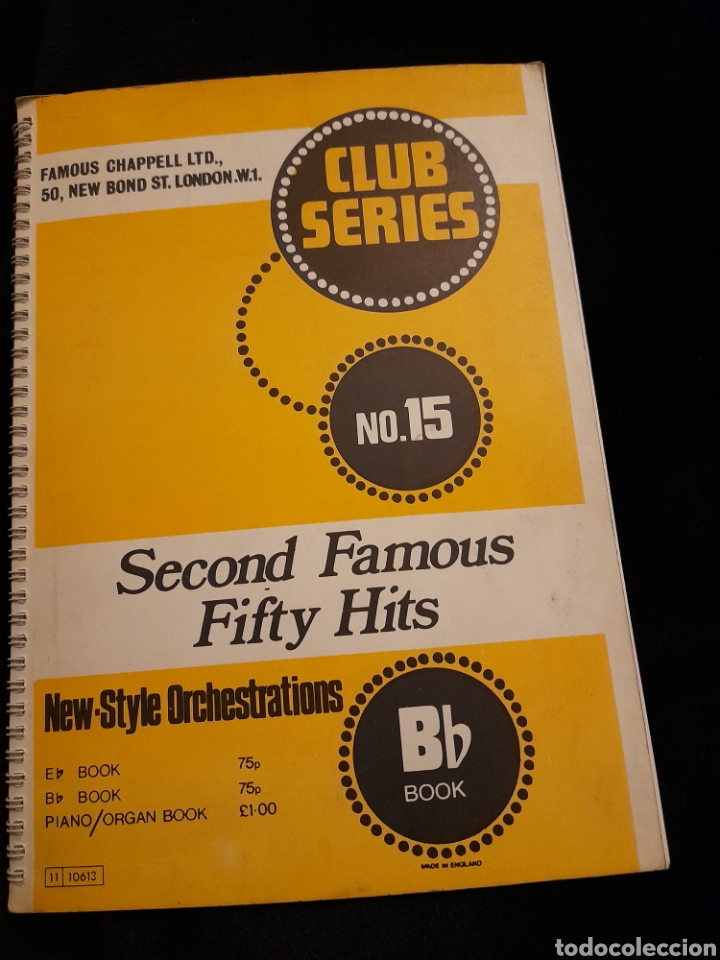 FAMOUS CHAPPELL LTD.,
50, NEW BOND ST. LONDON.W.1.
CLUB
SERIES
NO.15
Second Famous
Fifty Hits
New-Style Orchestrations
E♭ BOOK 75p
B♭ BOOK 75p
PIANO/ORGAN BOOK £1·00
B♭
BOOK
MADE IN ENGLAND
11 10613
todocoleccion